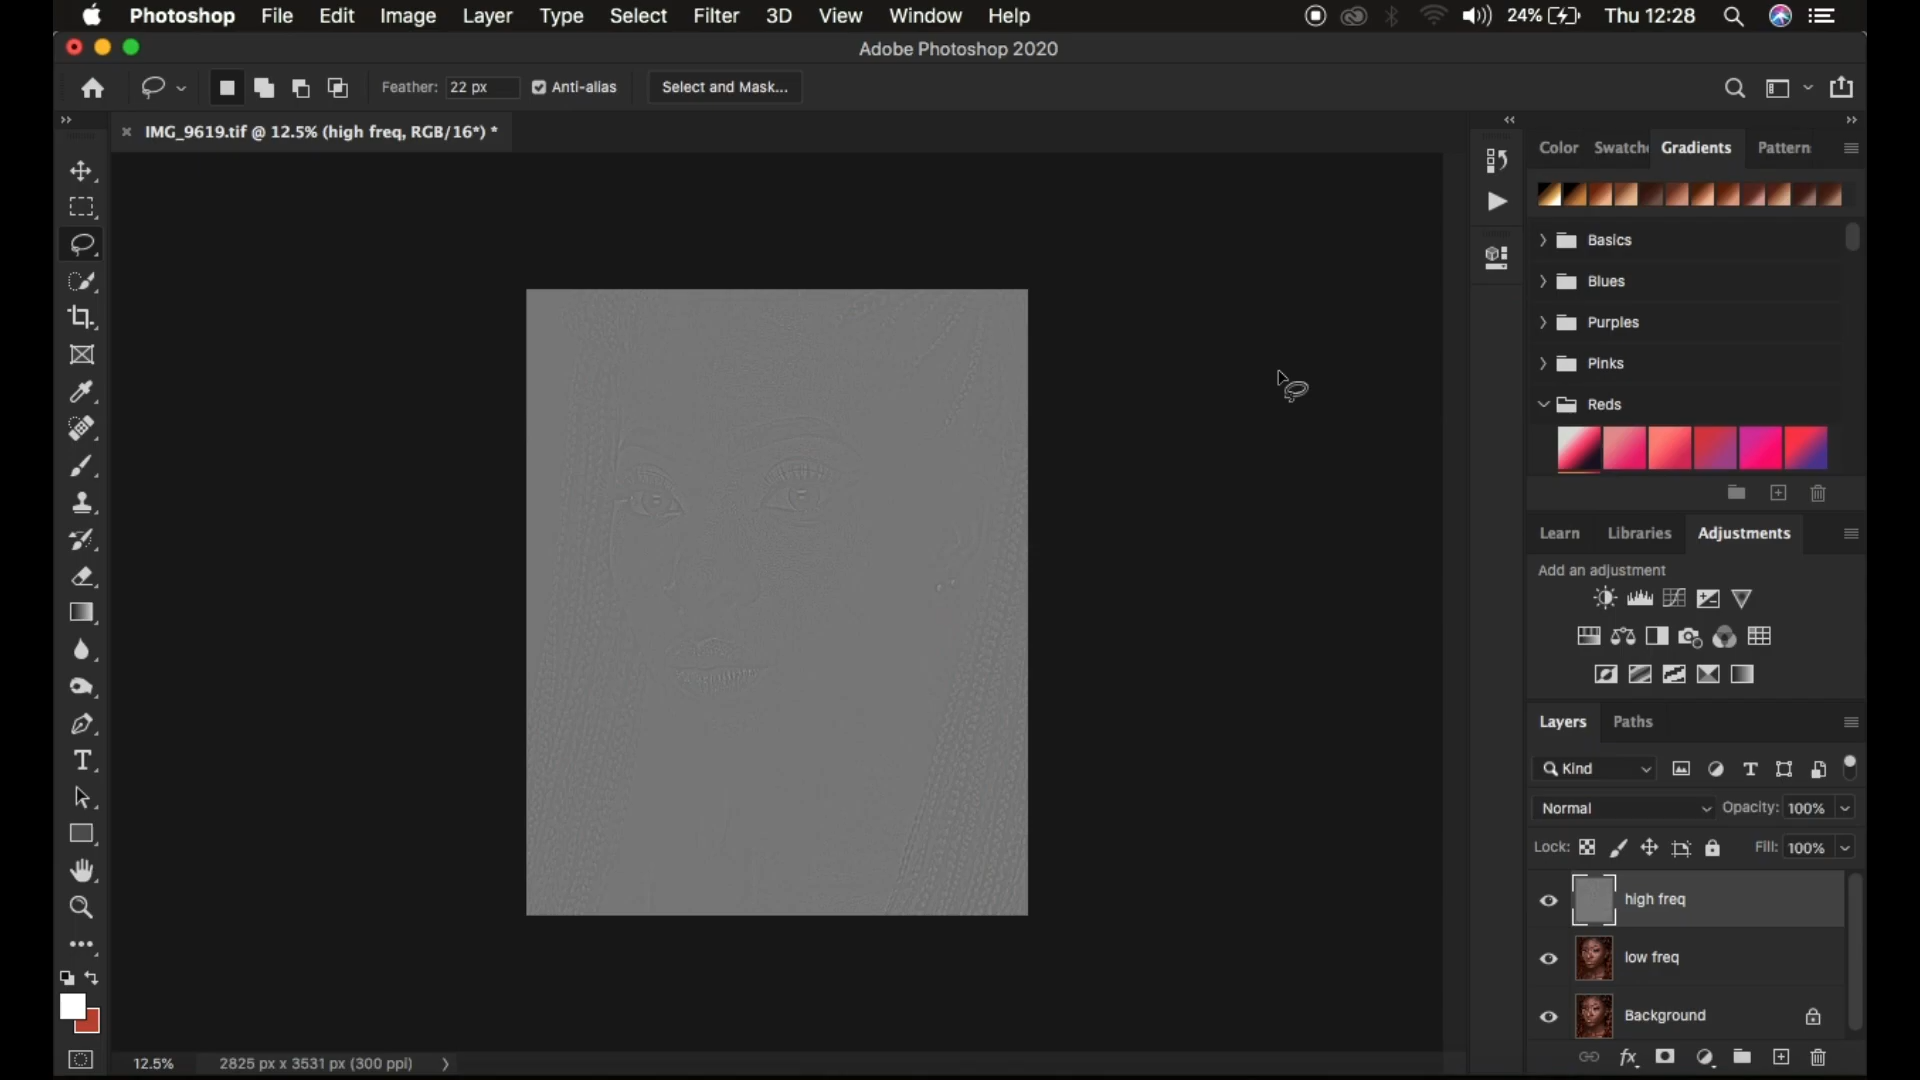 Photoshop File Edit Image Layer Type Select Filter 3D View Window Help 24% Thu 12:28
Adobe Photoshop 2020
Feather: 22 px Anti-alias Select and Mask...
IMG_9619.tif @ 12.5% (high freq, RGB/16*) *
Color Swatche Gradients Pattern
Basics
Blues
Purples
Pinks
Reds
Learn Libraries Adjustments
Add an adjustment
Layers Paths
Kind
Normal Opacity: 100%
Lock: Fill: 100%
high freq
low freq
Background
fx
12.5% 2825 px x 3531 px (300 ppi)